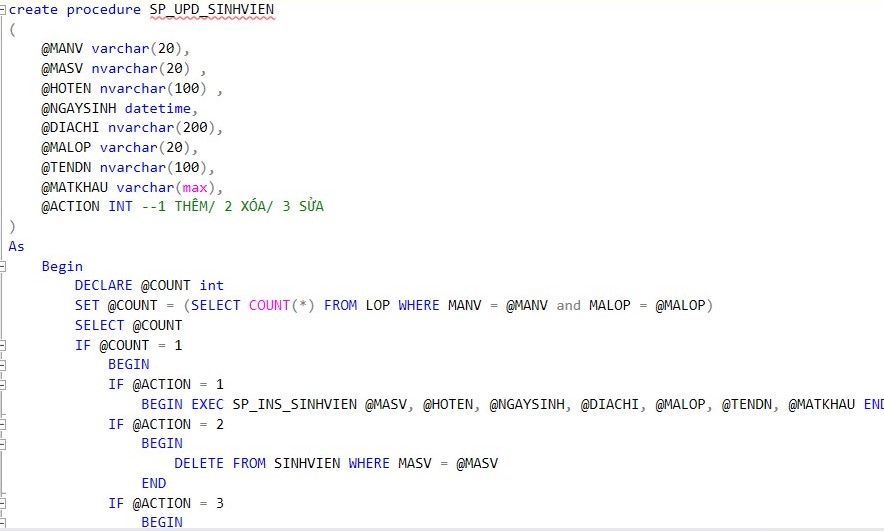 create procedure SP_UPD_SINHVIEN
(
@MANV varchar(20),
@MASV nvarchar(20) ,
@HOTEN nvarchar(100) ,
@NGAYSINH datetime,
@DIACHI nvarchar(200),
@MALOP varchar(20),
@TENDN nvarchar(100),
@MATKHAU varchar(max),
@ACTION INT --1 THÊM/ 2 XÓA/ 3 SỬA
)
As
Begin
DECLARE @COUNT int
SET @COUNT = (SELECT COUNT(*) FROM LOP WHERE MANV = @MANV and MALOP = @MALOP)
SELECT @COUNT
IF @COUNT = 1
BEGIN
IF @ACTION = 1
BEGIN EXEC SP_INS_SINHVIEN @MASV, @HOTEN, @NGAYSINH, @DIACHI, @MALOP, @TENDN, @MATKHAU END
IF @ACTION = 2
BEGIN
DELETE FROM SINHVIEN WHERE MASV = @MASV
END
IF @ACTION = 3
BEGIN